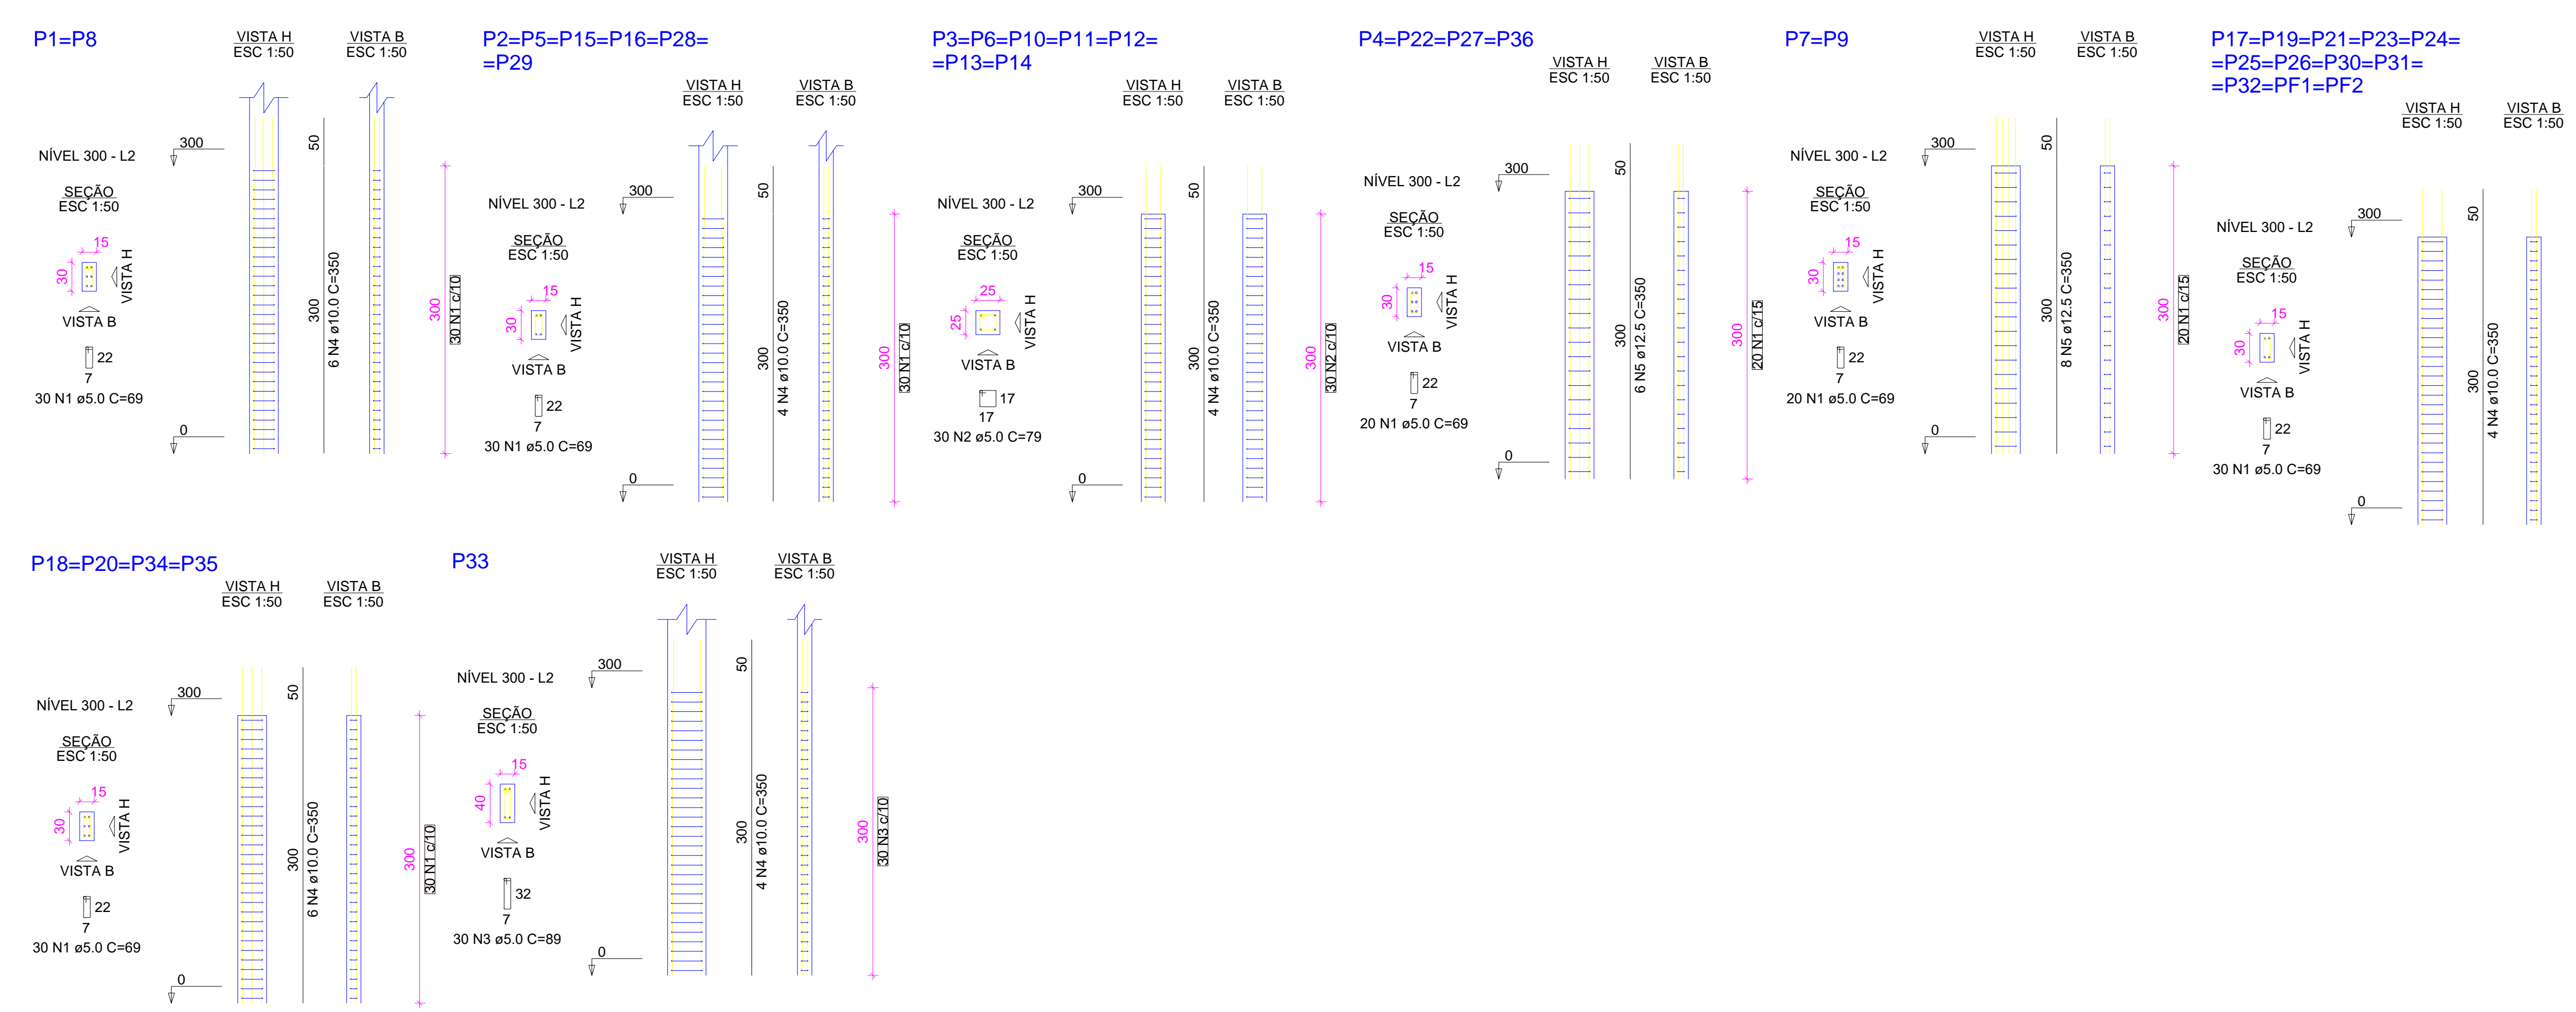 P1=P8
VISTA H
ESC 1:50
VISTA B
ESC 1:50
NÍVEL 300 - L2
300
SEÇÃO
ESC 1:50
15
30
VISTA H
VISTA B
22
7
30 N1 ø5.0 C=69
0
50
300
6 N4 ø10.0 C=350
300
30 N1 c/10
P2=P5=P15=P16=P28=
=P29
VISTA H
ESC 1:50
VISTA B
ESC 1:50
NÍVEL 300 - L2
300
SEÇÃO
ESC 1:50
15
30
VISTA H
VISTA B
22
7
30 N1 ø5.0 C=69
0
50
300
4 N4 ø10.0 C=350
300
30 N1 c/10
P3=P6=P10=P11=P12=
=P13=P14
VISTA H
ESC 1:50
VISTA B
ESC 1:50
NÍVEL 300 - L2
300
SEÇÃO
ESC 1:50
25
25
VISTA H
VISTA B
17
17
30 N2 ø5.0 C=79
0
50
300
4 N4 ø10.0 C=350
300
30 N2 c/10
P4=P22=P27=P36
VISTA H
ESC 1:50
VISTA B
ESC 1:50
NÍVEL 300 - L2
300
SEÇÃO
ESC 1:50
15
30
VISTA H
VISTA B
22
7
20 N1 ø5.0 C=69
0
50
300
6 N5 ø12.5 C=350
300
20 N1 c/15
P7=P9
VISTA H
ESC 1:50
VISTA B
ESC 1:50
NÍVEL 300 - L2
300
SEÇÃO
ESC 1:50
15
30
VISTA H
VISTA B
22
7
20 N1 ø5.0 C=69
0
50
300
8 N5 ø12.5 C=350
300
20 N1 c/15
P17=P19=P21=P23=P24=
=P25=P26=P30=P31=
=P32=PF1=PF2
VISTA H
ESC 1:50
VISTA B
ESC 1:50
NÍVEL 300 - L2
300
SEÇÃO
ESC 1:50
15
30
VISTA H
VISTA B
22
7
30 N1 ø5.0 C=69
0
50
300
4 N4 ø10.0 C=350
P18=P20=P34=P35
VISTA H
ESC 1:50
VISTA B
ESC 1:50
NÍVEL 300 - L2
300
SEÇÃO
ESC 1:50
15
30
VISTA H
VISTA B
22
7
30 N1 ø5.0 C=69
0
50
300
6 N4 ø10.0 C=350
300
30 N1 c/10
P33
VISTA H
ESC 1:50
VISTA B
ESC 1:50
NÍVEL 300 - L2
300
SEÇÃO
ESC 1:50
15
40
VISTA H
VISTA B
32
7
30 N3 ø5.0 C=89
0
50
300
4 N4 ø10.0 C=350
300
30 N3 c/10